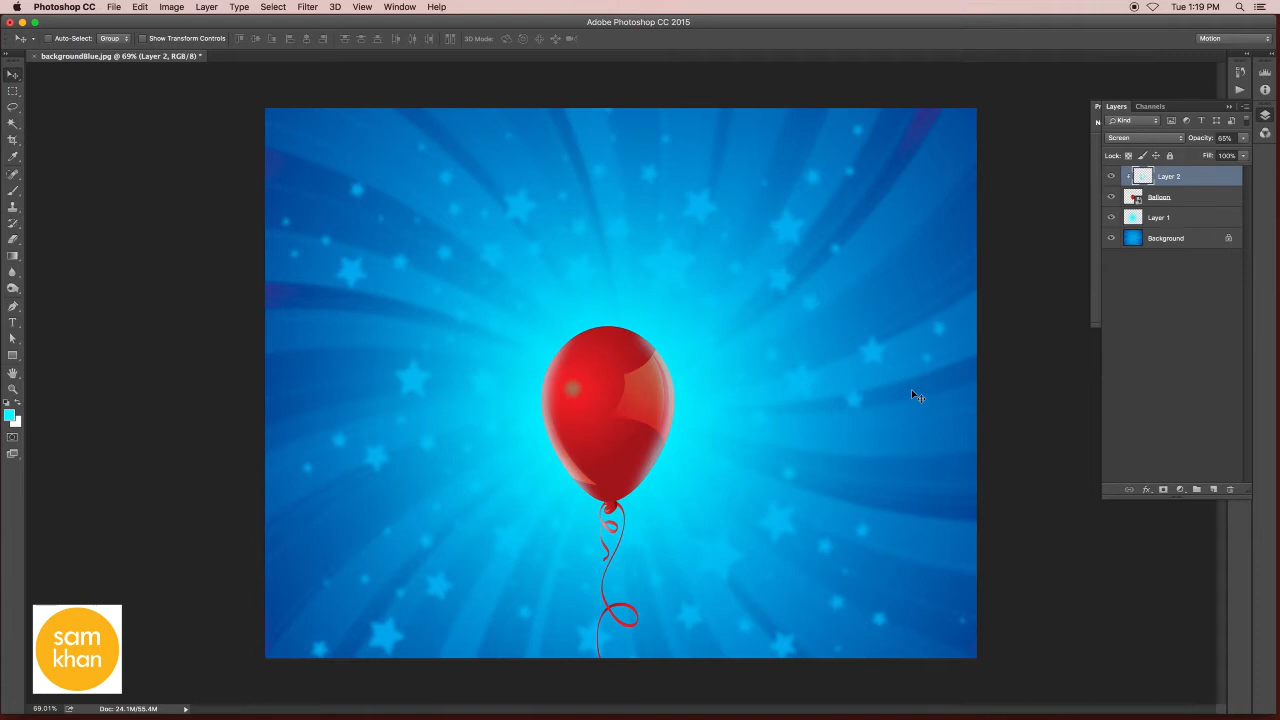 Photoshop CC File Edit Image Layer Type Select Filter 3D View Window Help Tue 1:19 PM
Adobe Photoshop CC 2015
Auto-Select: Group Show Transform Controls 3D Mode: Motion
backgroundBlue.jpg @ 69% (Layer 2, RGB/8) *
Pr Layers Channels
Kind
N
Screen Opacity: 65%
Lock: Fill: 100%
Layer 2
Balloon
Layer 1
Background
fx
sam
khan
69.01% Doc: 24.1M/55.4M